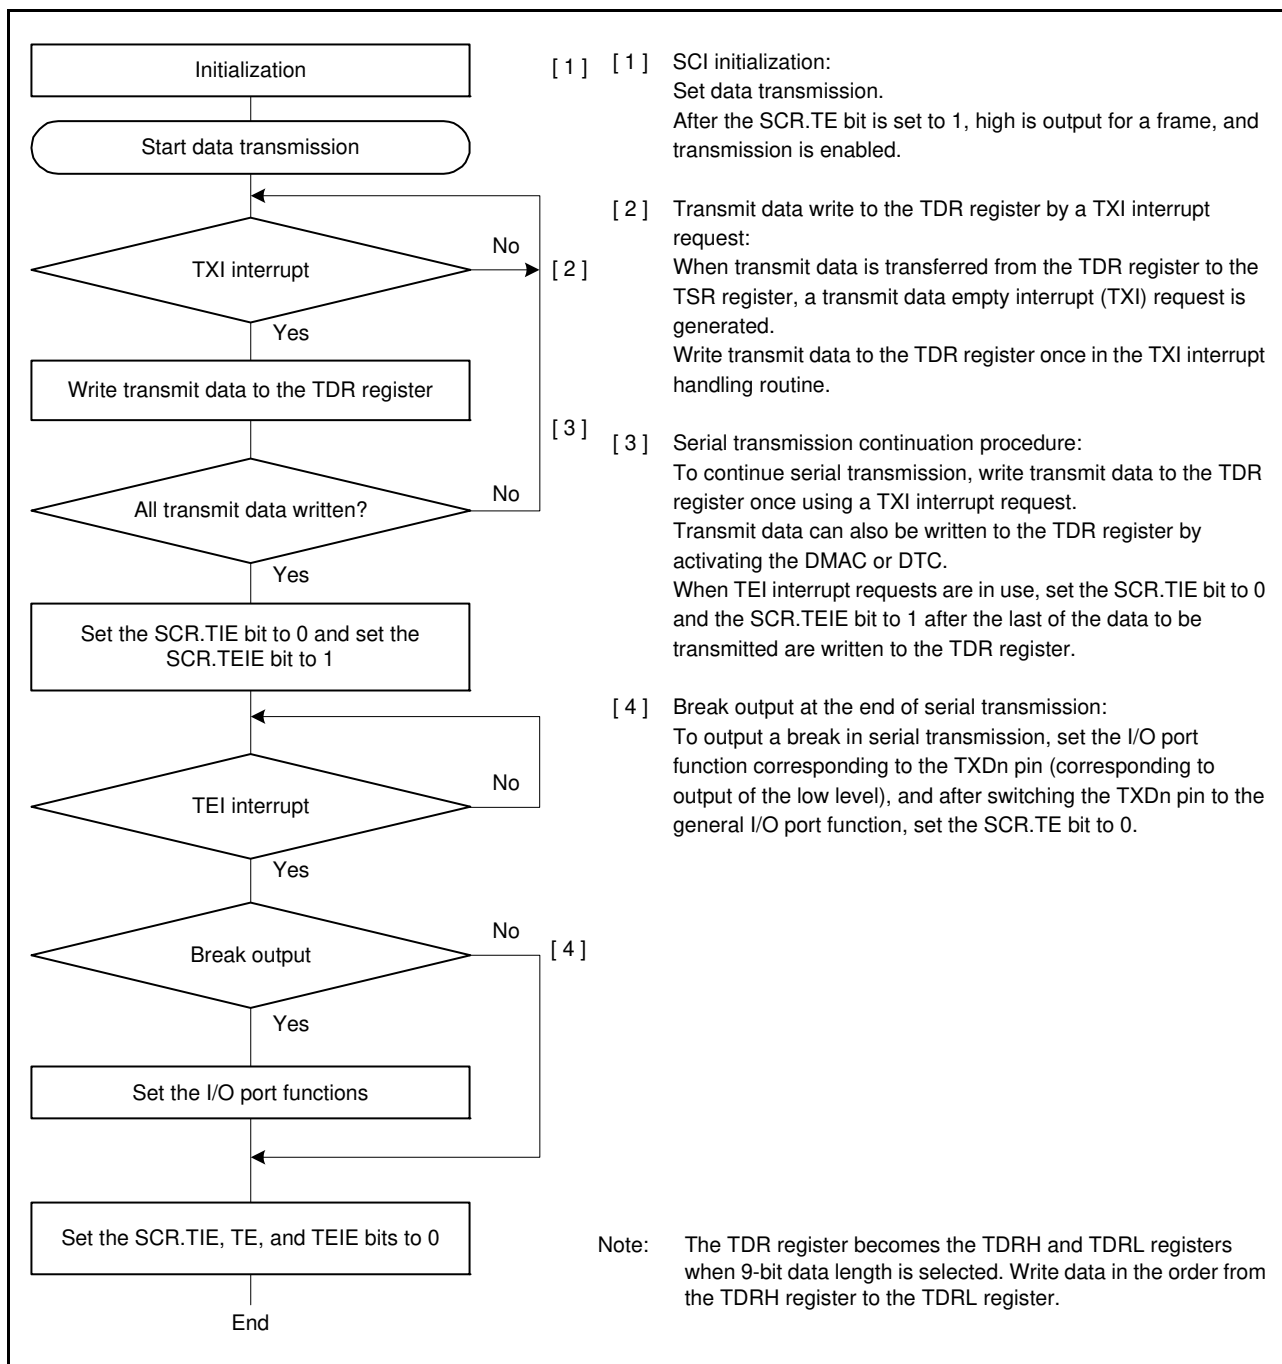 Initialization
[ 1 ]
Start data transmission
TXI interrupt
No
[ 2 ]
Yes
Write transmit data to the TDR register
[ 3 ]
All transmit data written?
No
Yes
Set the SCR.TIE bit to 0 and set the
SCR.TEIE bit to 1
TEI interrupt
No
Yes
Break output
No
[ 4 ]
Yes
Set the I/O port functions
Set the SCR.TIE, TE, and TEIE bits to 0
End
[ 1 ] SCI initialization:
Set data transmission.
After the SCR.TE bit is set to 1, high is output for a frame, and
transmission is enabled.
[ 2 ] Transmit data write to the TDR register by a TXI interrupt
request:
When transmit data is transferred from the TDR register to the
TSR register, a transmit data empty interrupt (TXI) request is
generated.
Write transmit data to the TDR register once in the TXI interrupt
handling routine.
[ 3 ] Serial transmission continuation procedure:
To continue serial transmission, write transmit data to the TDR
register once using a TXI interrupt request.
Transmit data can also be written to the TDR register by
activating the DMAC or DTC.
When TEI interrupt requests are in use, set the SCR.TIE bit to 0
and the SCR.TEIE bit to 1 after the last of the data to be
transmitted are written to the TDR register.
[ 4 ] Break output at the end of serial transmission:
To output a break in serial transmission, set the I/O port
function corresponding to the TXDn pin (corresponding to
output of the low level), and after switching the TXDn pin to the
general I/O port function, set the SCR.TE bit to 0.
Note: The TDR register becomes the TDRH and TDRL registers
when 9-bit data length is selected. Write data in the order from
the TDRH register to the TDRL register.